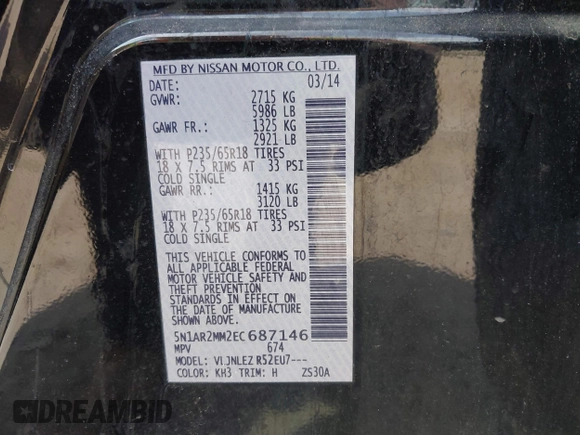 MFD BY NISSAN MOTOR CO., LTD.
DATE: 03/14
GVWR: 2715 KG
5986 LB
GAWR FR.: 1325 KG
2921 LB
WITH P235/65R18 TIRES
18 X 7.5 RIMS AT 33 PSI
COLD SINGLE
GAWR RR.: 1415 KG
3120 LB
WITH P235/65R18 TIRES
18 X 7.5 RIMS AT 33 PSI
COLD SINGLE
THIS VEHICLE CONFORMS TO
ALL APPLICABLE FEDERAL
MOTOR VEHICLE SAFETY AND
THEFT PREVENTION
STANDARDS IN EFFECT ON
THE DATE OF MANUFACTURE
SHOWN ABOVE.
5N1AR2MM2EC687146
MPV 674
MODEL: VIJNLEZ R52EU7---
COLOR: KH3 TRIM: H ZS30A
DREAMBID